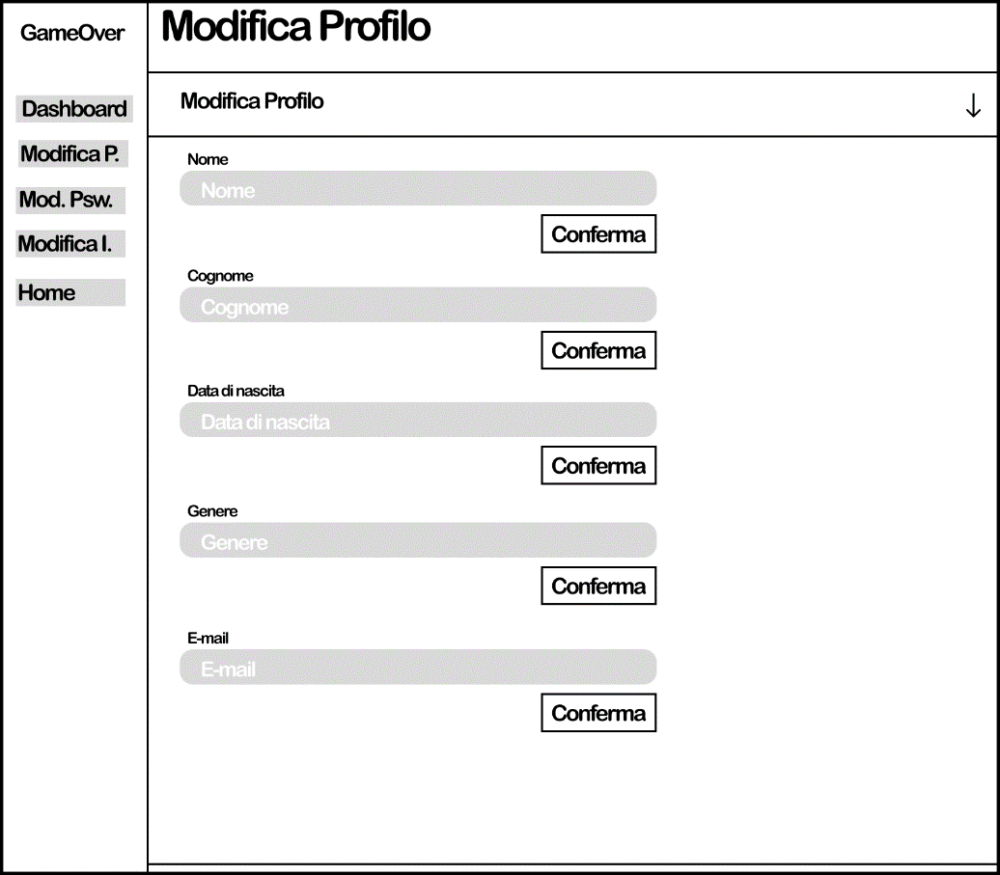 GameOver
Dashboard
Modifica P.
Mod. Psw.
Modifica I.
Home
Modifica Profilo
Modifica Profilo
Nome
Nome
Conferma
Cognome
Cognome
Conferma
Data di nascita
Data di nascita
Conferma
Genere
Genere
Conferma
E-mail
E-mail
Conferma